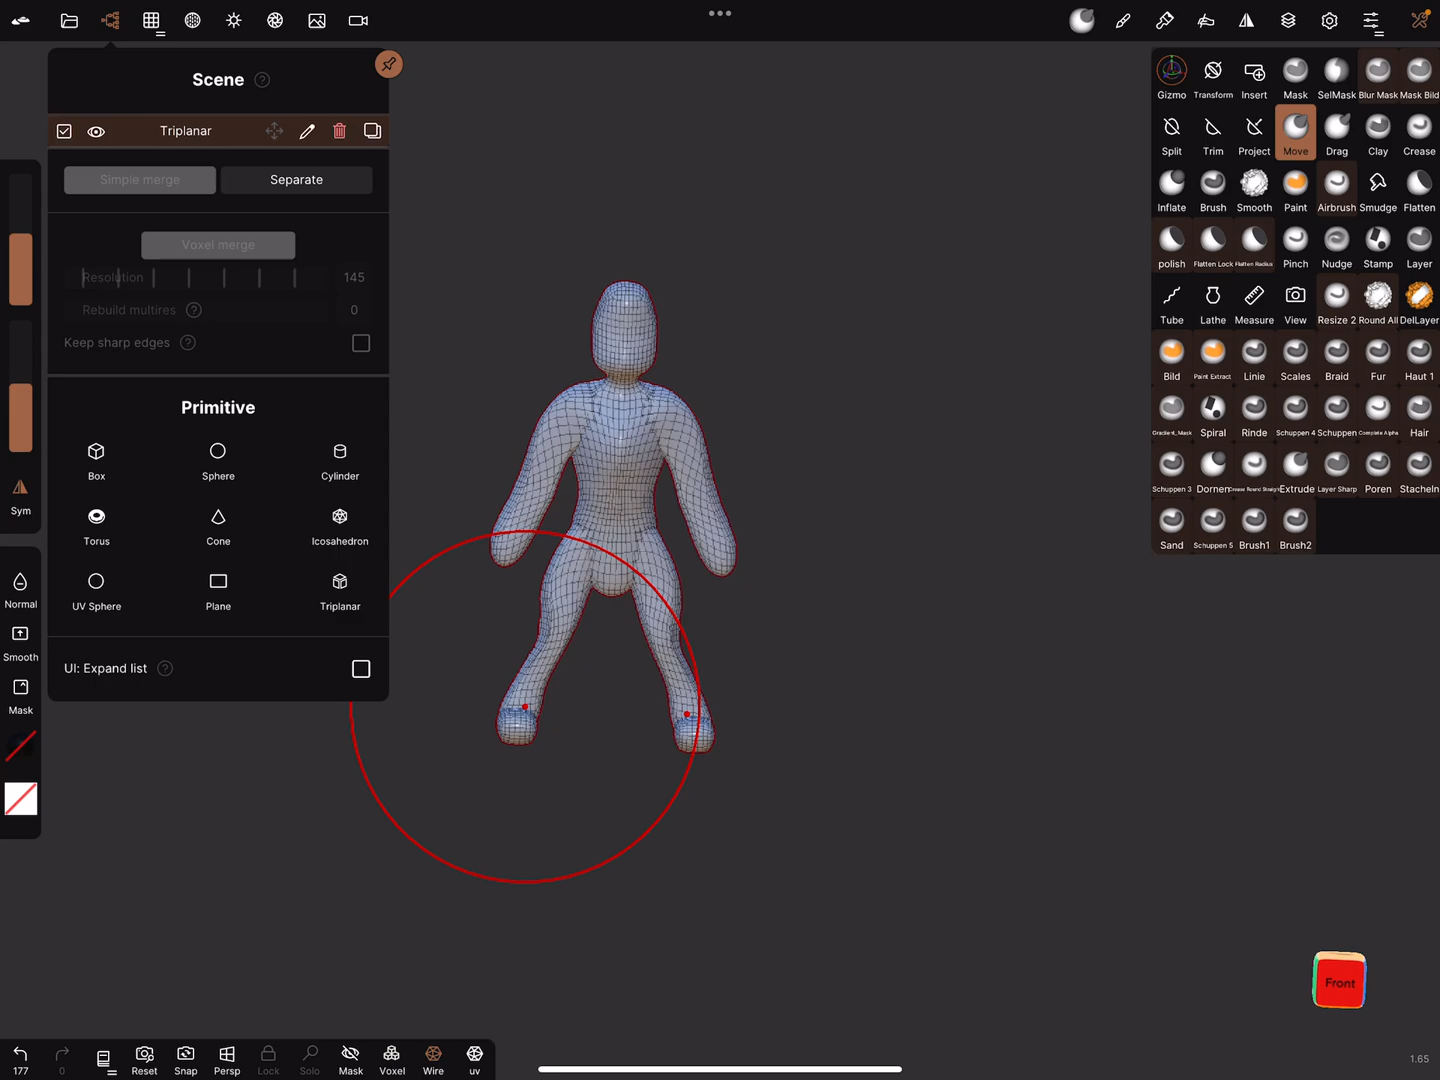 Scene
Triplanar
Simple merge
Separate
Voxel merge
Resolution 145
Rebuild multires 0
Keep sharp edges
Primitive
Box
Sphere
Cylinder
Torus
Cone
Icosahedron
UV Sphere
Plane
Triplanar
UI: Expand list
Sym
Normal
Smooth
Mask
Gizmo
Transform
Insert
Mask
SelMask
Blur Mask
Mask Bild
Split
Trim
Project
Move
Drag
Clay
Crease
Inflate
Brush
Smooth
Paint
Airbrush
Smudge
Flatten
polish
Flatten Lock
Flatten Radius
Pinch
Nudge
Stamp
Layer
Tube
Lathe
Measure
View
Resize 2
Round All
DelLayer
Bild
Paint Extract
Linie
Scales
Braid
Fur
Haut 1
Gradient_Mask
Spiral
Rinde
Schuppen 4
Schuppen
Complete Alpha
Hair
Schuppen 3
Dornen
Crease Round Straight
Extrude
Layer Sharp
Poren
Stacheln
Sand
Schuppen 5
Brush1
Brush2
Front
177
0
Reset
Snap
Persp
Lock
Solo
Mask
Voxel
Wire
uv
1.65